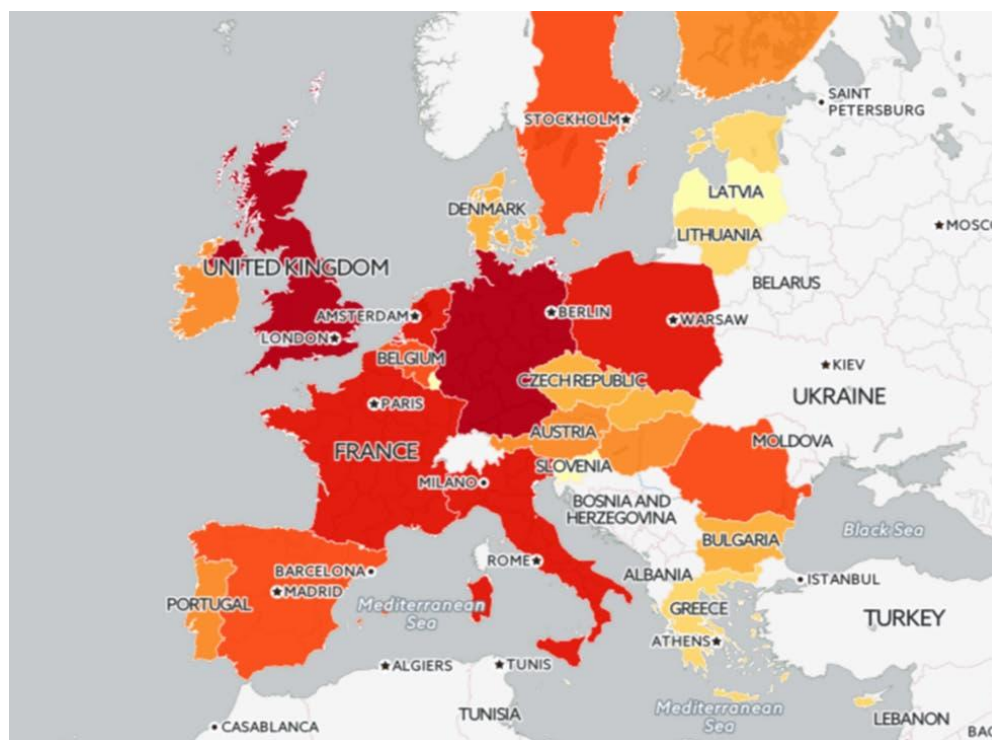 SAINT
PETERSBURG
STOCKHOLM
LATVIA
DENMARK
MOSCO
LITHUANIA
UNITED KINGDOM
BELARUS
AMSTERDAM
BERLIN
WARSAW
LONDON
BELGIUM
KIEV
CZECH REPUBLIC
UKRAINE
PARIS
AUSTRIA
MOLDOVA
FRANCE
SLOVENIA
MILANO
BOSNIA AND
HERZEGOVINA
Black Sea
BULGARIA
ROME
BARCELONA
ALBANIA
ISTANBUL
MADRID
PORTUGAL
Mediterranean
Sea
GREECE
TURKEY
ATHENS
ALGIERS
TUNIS
Mediterranean
Sea
TUNISIA
LEBANON
CASABLANCA
BAG